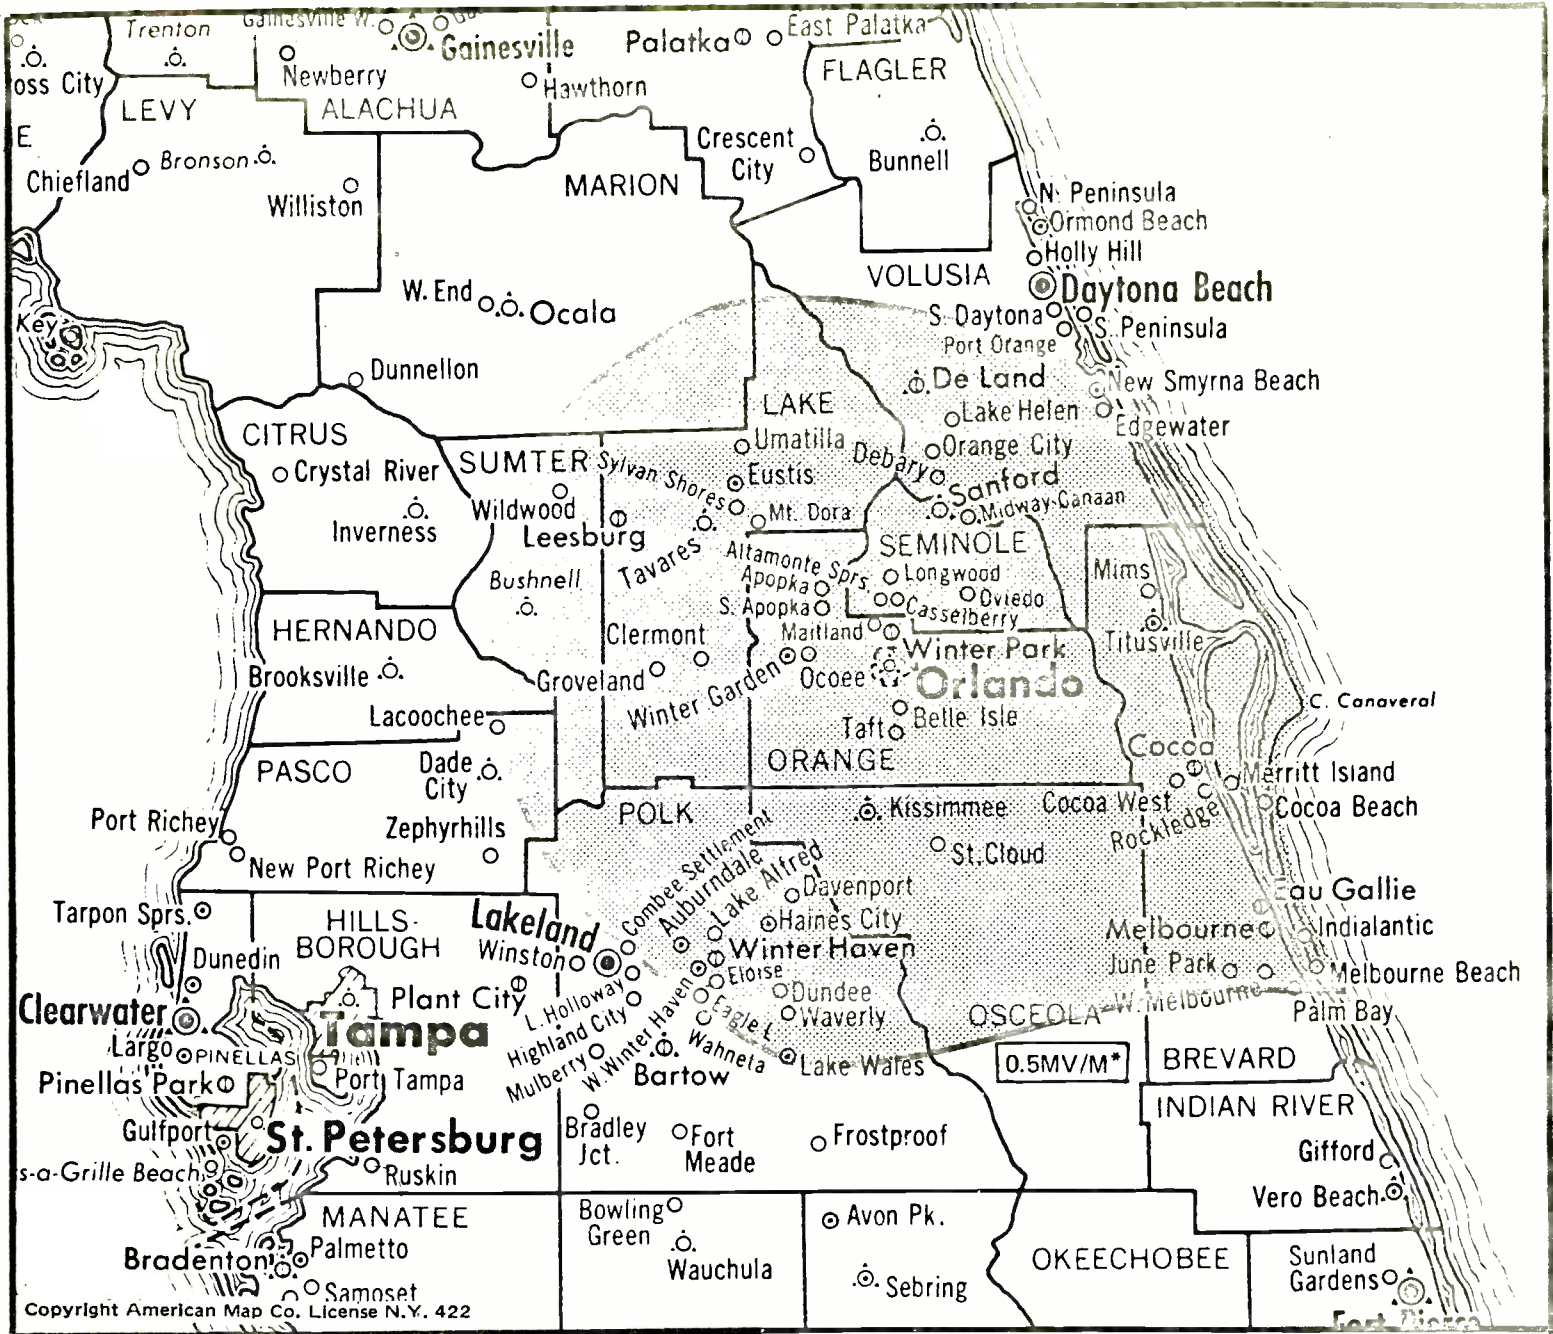 Trenton
Gainesville W.
Gainesville
Palatka
East Palatka
oss City
Newberry
Hawthorn
FLAGLER
LEVY
ALACHUA
E
Crescent
City
Bunnell
Chiefland
Bronson
Williston
MARION
N. Peninsula
Ormond Beach
Holly Hill
VOLUSIA
Daytona Beach
W. End
Ocala
S. Daytona
S. Peninsula
Port Orange
Key
Dunnellon
De Land
New Smyrna Beach
LAKE
Lake Helen
Edgewater
CITRUS
Umatilla
Orange City
Debary
SUMTER
Sylvan Shores
Crystal River
Eustis
Sanford
Wildwood
Mt. Dora
Midway-Canaan
Inverness
Leesburg
Tavares
SEMINOLE
Altamonte Sprs.
Apopka
Longwood
Mims
Bushnell
S. Apopka
Casselberry
Oviedo
HERNANDO
Clermont
Maitland
Winter Park
Titusville
Brooksville
Groveland
Ocoee
Orlando
Winter Garden
C. Canaveral
Lacoochee
Belle Isle
Taft
PASCO
Dade
City
ORANGE
Cocoa
Merritt Island
POLK
Kissimmee
Cocoa West
Cocoa Beach
Rockledge
Port Richey
Zephyrhills
St. Cloud
New Port Richey
Combee Settlement
Auburndale
Lake Alfred
Davenport
Eau Gallie
Tarpon Sprs.
HILLS-
BOROUGH
Lakeland
Haines City
Melbourne
Indialantic
Winston
Winter Haven
Dunedin
Eloise
June Park
Melbourne Beach
Plant City
L. Holloway
Dundee
W. Melbourne
Clearwater
Tampa
Highland City
Eagle L.
Waverly
OSCEOLA
Palm Bay
Largo
PINELLAS
Mulberry
W. Winter Haven
Wahneta
Lake Wales
0.5MV/M*
BREVARD
Pinellas Park
Port Tampa
Bartow
INDIAN RIVER
Gulfport
St. Petersburg
Bradley
Jct.
Fort
Meade
Frostproof
Gifford
s-a-Grille Beach
Ruskin
Vero Beach
MANATEE
Bowling
Green
Avon Pk.
Bradenton
Palmetto
Wauchula
OKEECHOBEE
Sunland
Gardens
Samoset
Sebring
Copyright American Map Co. License N.Y. 422
Fort Pierce